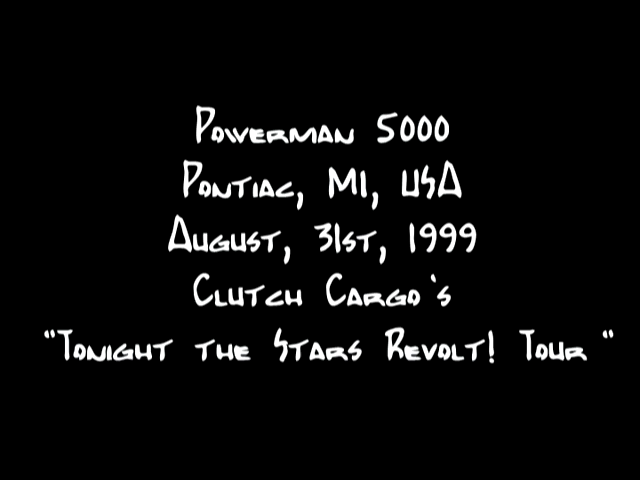 Powerman 5000
Pontiac, MI, USA
August, 31st, 1999
Clutch Cargo's
"Tonight the Stars Revolt! Tour "